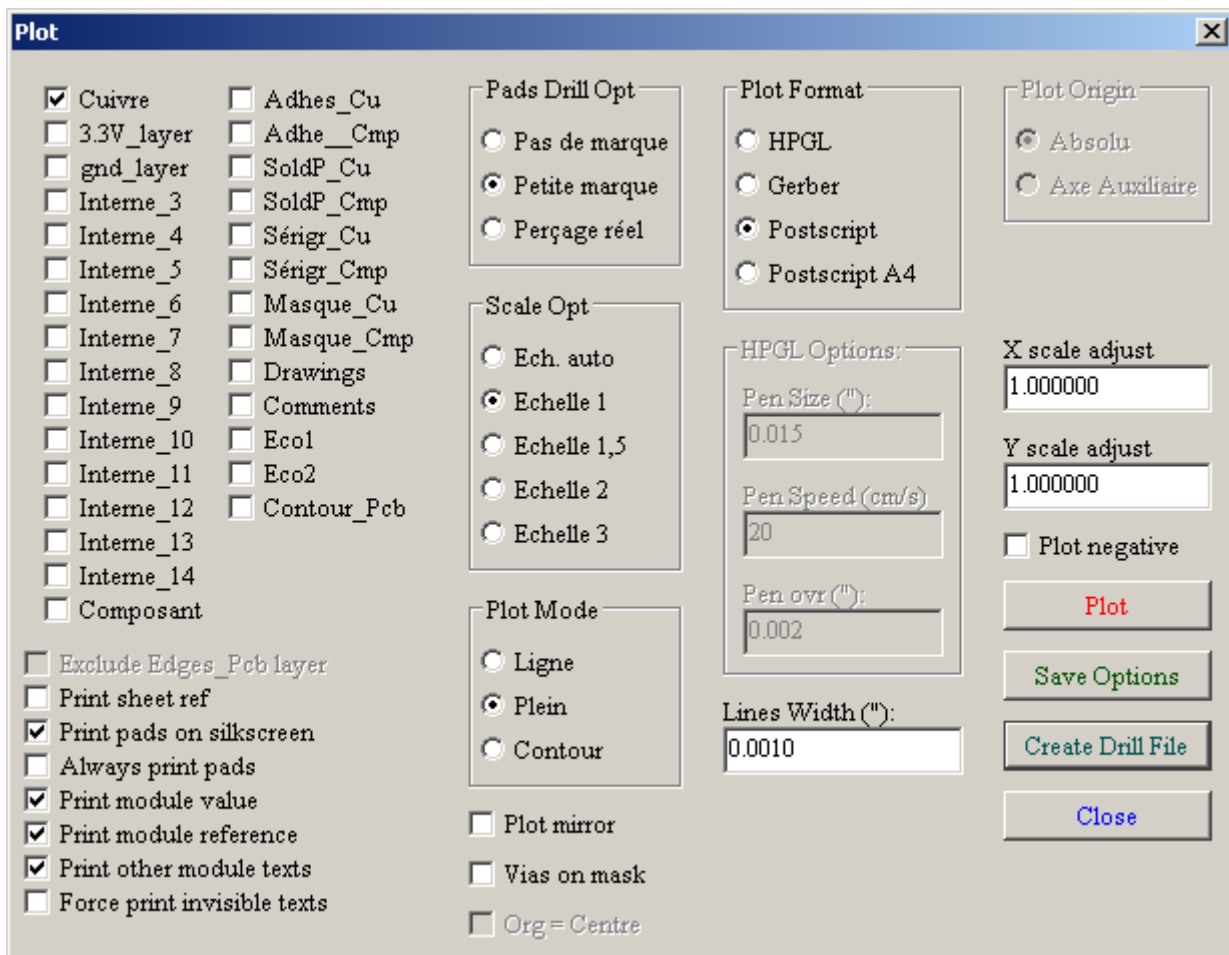 Plot
Cuivre
3.3V_layer
gnd_layer
Interne_3
Interne_4
Interne_5
Interne_6
Interne_7
Interne_8
Interne_9
Interne_10
Interne_11
Interne_12
Interne_13
Interne_14
Composant
Adhes_Cu
Adhe__Cmp
SoldP_Cu
SoldP_Cmp
Sérigr_Cu
Sérigr_Cmp
Masque_Cu
Masque_Cmp
Drawings
Comments
Eco1
Eco2
Contour_Pcb
Exclude Edges_Pcb layer
Print sheet ref
Print pads on silkscreen
Always print pads
Print module value
Print module reference
Print other module texts
Force print invisible texts
Pads Drill Opt
Pas de marque
Petite marque
Perçage réel
Scale Opt
Ech. auto
Echelle 1
Echelle 1,5
Echelle 2
Echelle 3
Plot Mode
Ligne
Plein
Contour
Plot mirror
Vias on mask
Org = Centre
Plot Format
HPGL
Gerber
Postscript
Postscript A4
HPGL Options:
Pen Size ("):
0.015
Pen Speed (cm/s)
20
Pen ovr ("):
0.002
Lines Width ("):
0.0010
Plot Origin
Absolu
Axe Auxiliaire
X scale adjust
1.000000
Y scale adjust
1.000000
Plot negative
Plot
Save Options
Create Drill File
Close